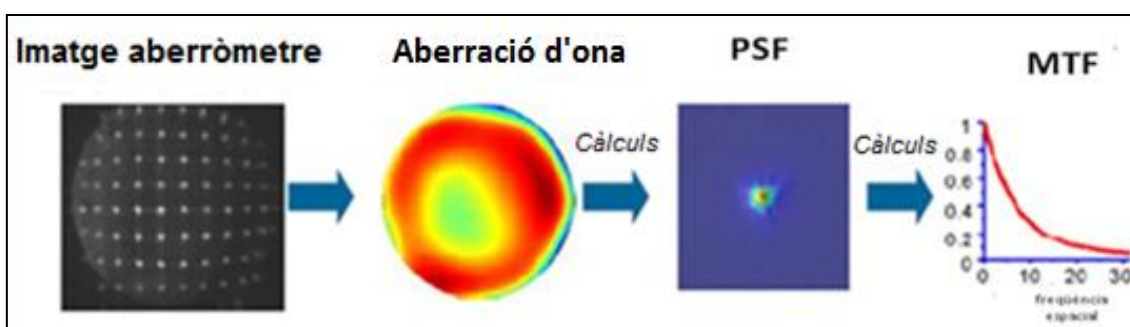 Imatge aberròmetre
Aberració d'ona
PSF
MTF
Càlculs
Càlculs
1
0.8
0.6
0.4
0.2
0
0 10 20 30
freqüència
espacial